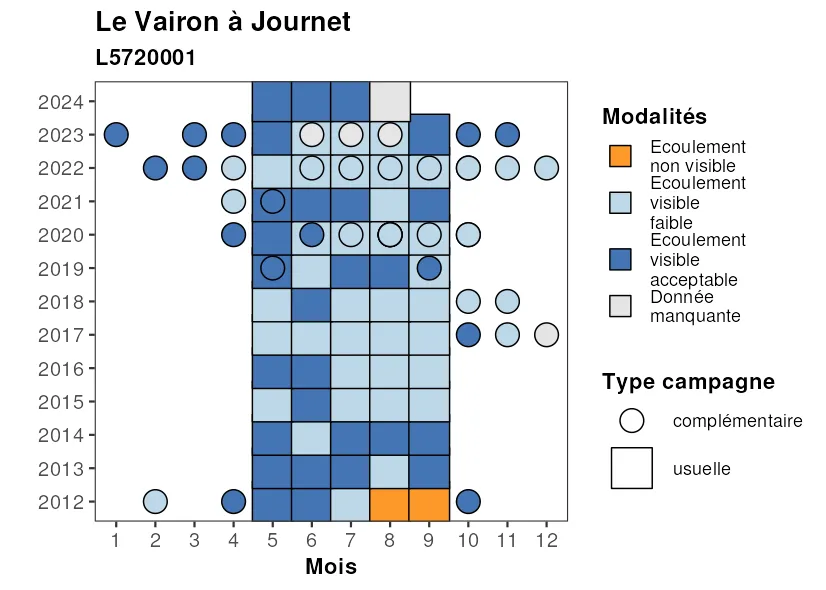 Le Vairon à Journet
L5720001
2024
2023
2022
2021
2020
2019
2018
2017
2016
2015
2014
2013
2012
1 2 3 4 5 6 7 8 9 10 11 12
Mois
Modalités
Ecoulement
non visible
Ecoulement
visible
faible
Ecoulement
visible
acceptable
Donnée
manquante
Type campagne
complémentaire
usuelle